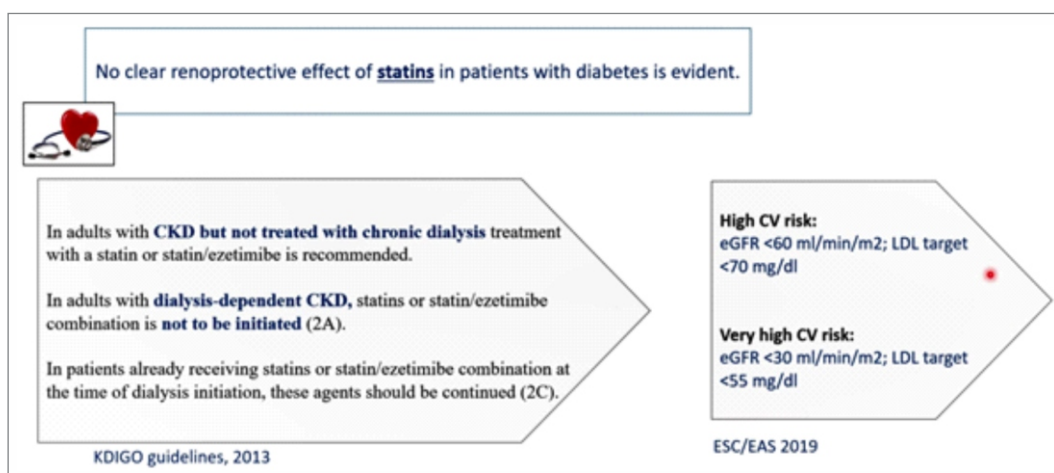 No clear renoprotective effect of statins in patients with diabetes is evident.
In adults with CKD but not treated with chronic dialysis treatment
with a statin or statin/ezetimibe is recommended.
In adults with dialysis-dependent CKD, statins or statin/ezetimibe
combination is not to be initiated (2A).
In patients already receiving statins or statin/ezetimibe combination at
the time of dialysis initiation, these agents should be continued (2C).
KDIGO guidelines, 2013
High CV risk:
eGFR <60 ml/min/m2; LDL target
<70 mg/dl
Very high CV risk:
eGFR <30 ml/min/m2; LDL target
<55 mg/dl
ESC/EAS 2019